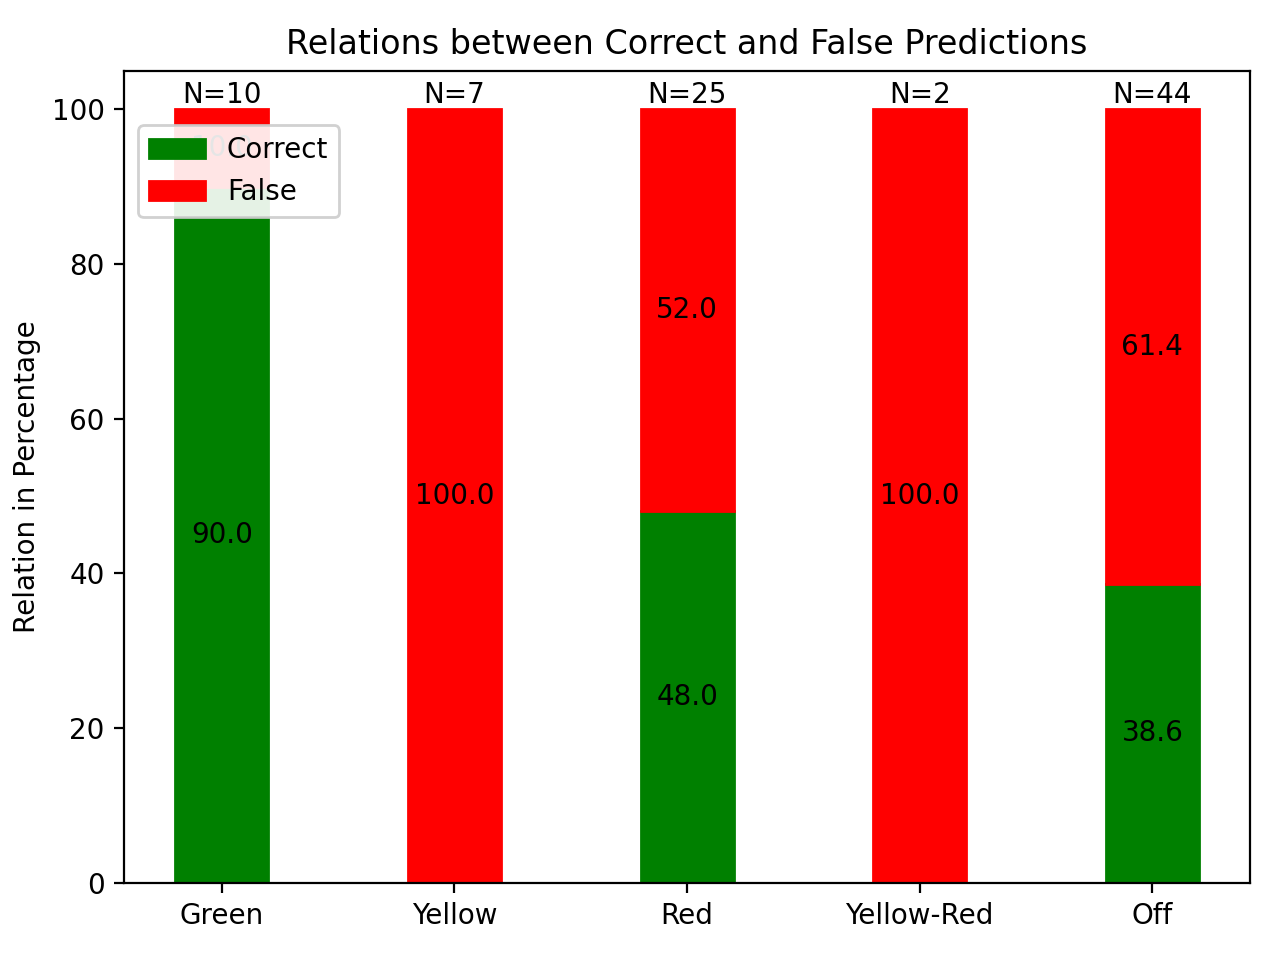 Relations between Correct and False Predictions
N=10
N=7
N=25
N=2
N=44
Correct
False
Relation in Percentage
100
80
60
40
20
0
90.0
100.0
52.0
48.0
100.0
61.4
38.6
Green
Yellow
Red
Yellow-Red
Off